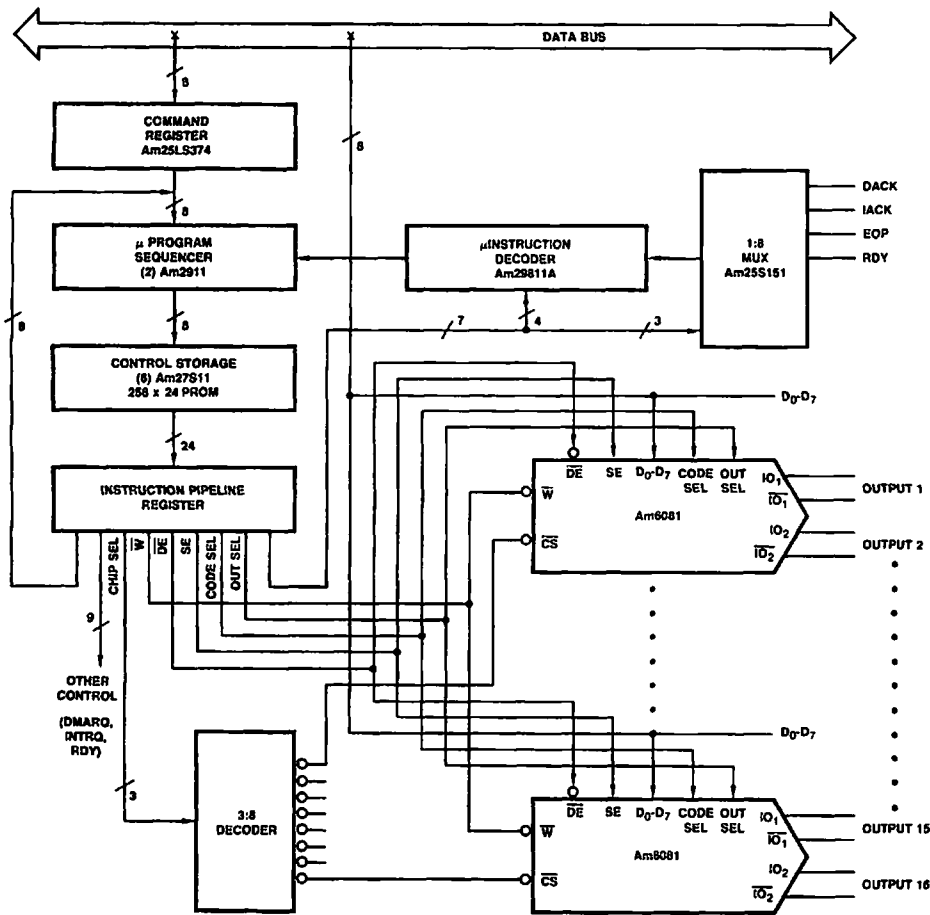 DATA BUS
8
8
COMMAND
REGISTER
Am25LS374
8
μ PROGRAM
SEQUENCER
(2) Am2911
μINSTRUCTION
DECODER
Am29811A
1:8
MUX
Am25S151
DACK
IACK
EOP
RDY
8
8
7
4
3
CONTROL STORAGE
(6) Am27S11
256 x 24 PROM
24
INSTRUCTION PIPELINE
REGISTER
CHIP SEL
W
DE
SE
CODE SEL
OUT SEL
9
OTHER
CONTROL
(DMARQ,
INTRQ,
RDY)
3
3:8
DECODER
D0-D7
DE SE D0-D7 CODE SEL OUT SEL
W
CS
Am6081
IO1
IO1
IO2
IO2
OUTPUT 1
OUTPUT 2
D0-D7
DE SE D0-D7 CODE SEL OUT SEL
W
CS
Am6081
IO1
IO1
IO2
IO2
OUTPUT 15
OUTPUT 16